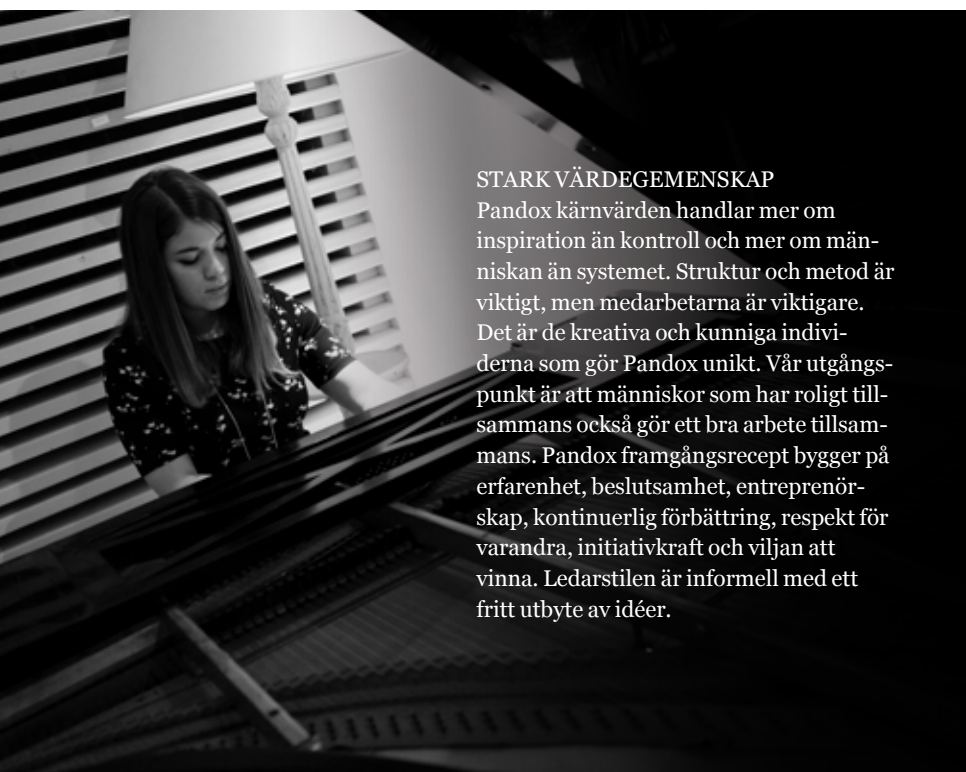 STARK VÄRDEGEMENSKAP
Pandox kärnvärden handlar mer om
inspiration än kontroll och mer om män-
niskan än systemet. Struktur och metod är
viktigt, men medarbetarna är viktigare.
Det är de kreativa och kunniga indivi-
derna som gör Pandox unikt. Vår utgångs-
punkt är att människor som har roligt till-
sammans också gör ett bra arbete tillsam-
mans. Pandox framgångsrecept bygger på
erfarenhet, beslutsamhet, entreprenör-
skap, kontinuerlig förbättring, respekt för
varandra, initiativkraft och viljan att
vinna. Ledarstilen är informell med ett
fritt utbyte av idéer.